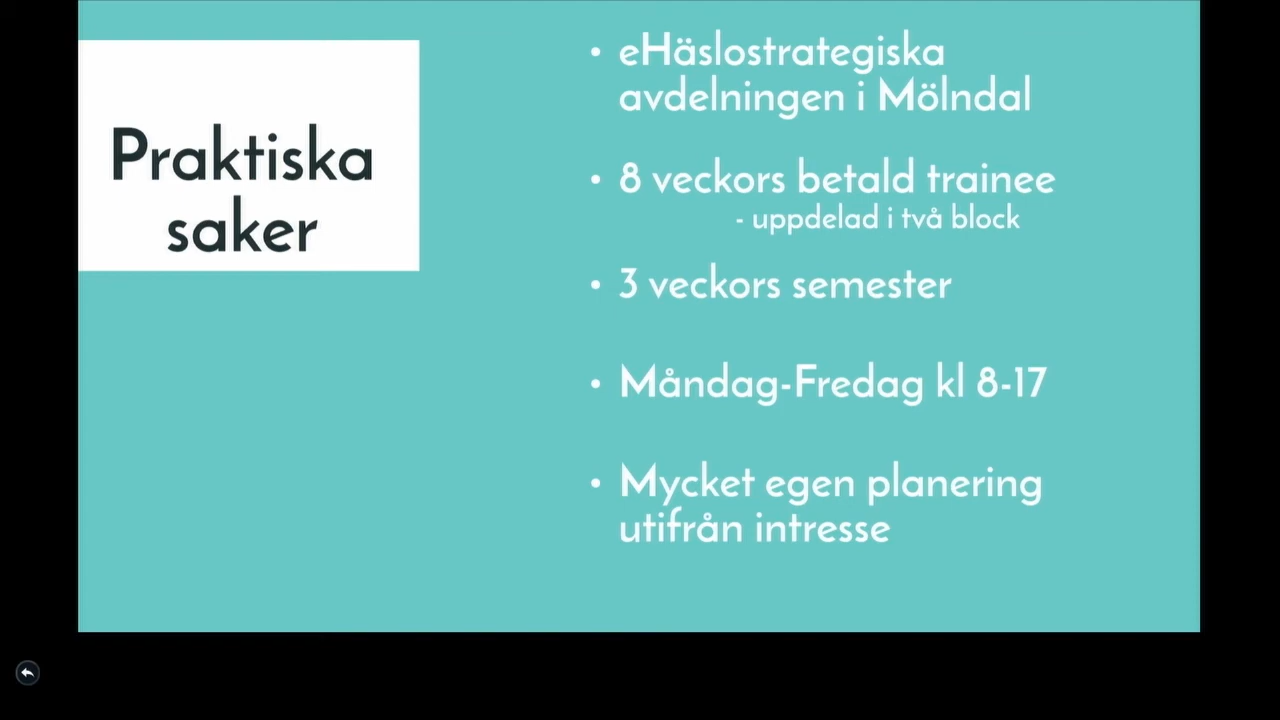 Praktiska
saker
• eHäslostrategiska
avdelningen i Mölndal
• 8 veckors betald trainee
- uppdelad i två block
• 3 veckors semester
• Måndag-Fredag kl 8-17
• Mycket egen planering
utifrån intresse